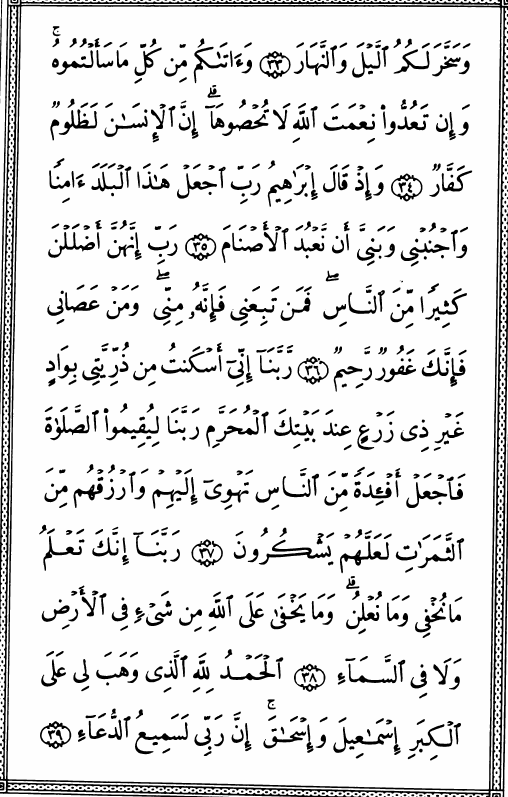 وَسَخَّرَ لَكُمُ ٱلَّيْلَ وَٱلنَّهَارَ ﴿٣٣﴾ وَءَاتَىٰكُم مِّن كُلِّ مَا سَأَلْتُمُوهُ ۚ
وَإِن تَعُدُّوا۟ نِعْمَتَ ٱللَّهِ لَا تُحْصُوهَآ ۗ إِنَّ ٱلْإِنسَـٰنَ لَظَلُومٌ
كَفَّارٌ ﴿٣٤﴾ وَإِذْ قَالَ إِبْرَٰهِيمُ رَبِّ ٱجْعَلْ هَـٰذَا ٱلْبَلَدَ ءَامِنًا
وَٱجْنُبْنِى وَبَنِىَّ أَن نَّعْبُدَ ٱلْأَصْنَامَ ﴿٣٥﴾ رَبِّ إِنَّهُنَّ أَضْلَلْنَ
كَثِيرًا مِّنَ ٱلنَّاسِ ۖ فَمَن تَبِعَنِى فَإِنَّهُۥ مِنِّى ۖ وَمَنْ عَصَانِى
فَإِنَّكَ غَفُورٌ رَّحِيمٌ ﴿٣٦﴾ رَّبَّنَآ إِنِّىٓ أَسْكَنتُ مِن ذُرِّيَّتِى بِوَادٍ
غَيْرِ ذِى زَرْعٍ عِندَ بَيْتِكَ ٱلْمُحَرَّمِ رَبَّنَا لِيُقِيمُوا۟ ٱلصَّلَوٰةَ
فَٱجْعَلْ أَفْـِٔدَةً مِّنَ ٱلنَّاسِ تَهْوِىٓ إِلَيْهِمْ وَٱرْزُقْهُم مِّنَ
ٱلثَّمَرَٰتِ لَعَلَّهُمْ يَشْكُرُونَ ﴿٣٧﴾ رَبَّنَآ إِنَّكَ تَعْلَمُ
مَا نُخْفِى وَمَا نُعْلِنُ ۗ وَمَا يَخْفَىٰ عَلَى ٱللَّهِ مِن شَىْءٍ فِى ٱلْأَرْضِ
وَلَا فِى ٱلسَّمَآءِ ﴿٣٨﴾ ٱلْحَمْدُ لِلَّهِ ٱلَّذِى وَهَبَ لِى عَلَى
ٱلْكِبَرِ إِسْمَـٰعِيلَ وَإِسْحَـٰقَ ۚ إِنَّ رَبِّى لَسَمِيعُ ٱلدُّعَآءِ ﴿٣٩﴾